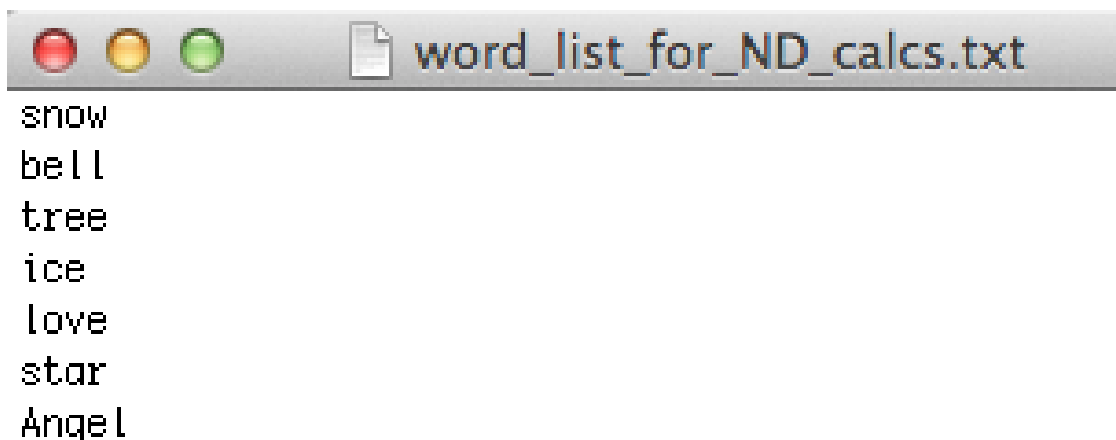 word_list_for_ND_calcs.txt
snow
bell
tree
ice
love
star
Angel